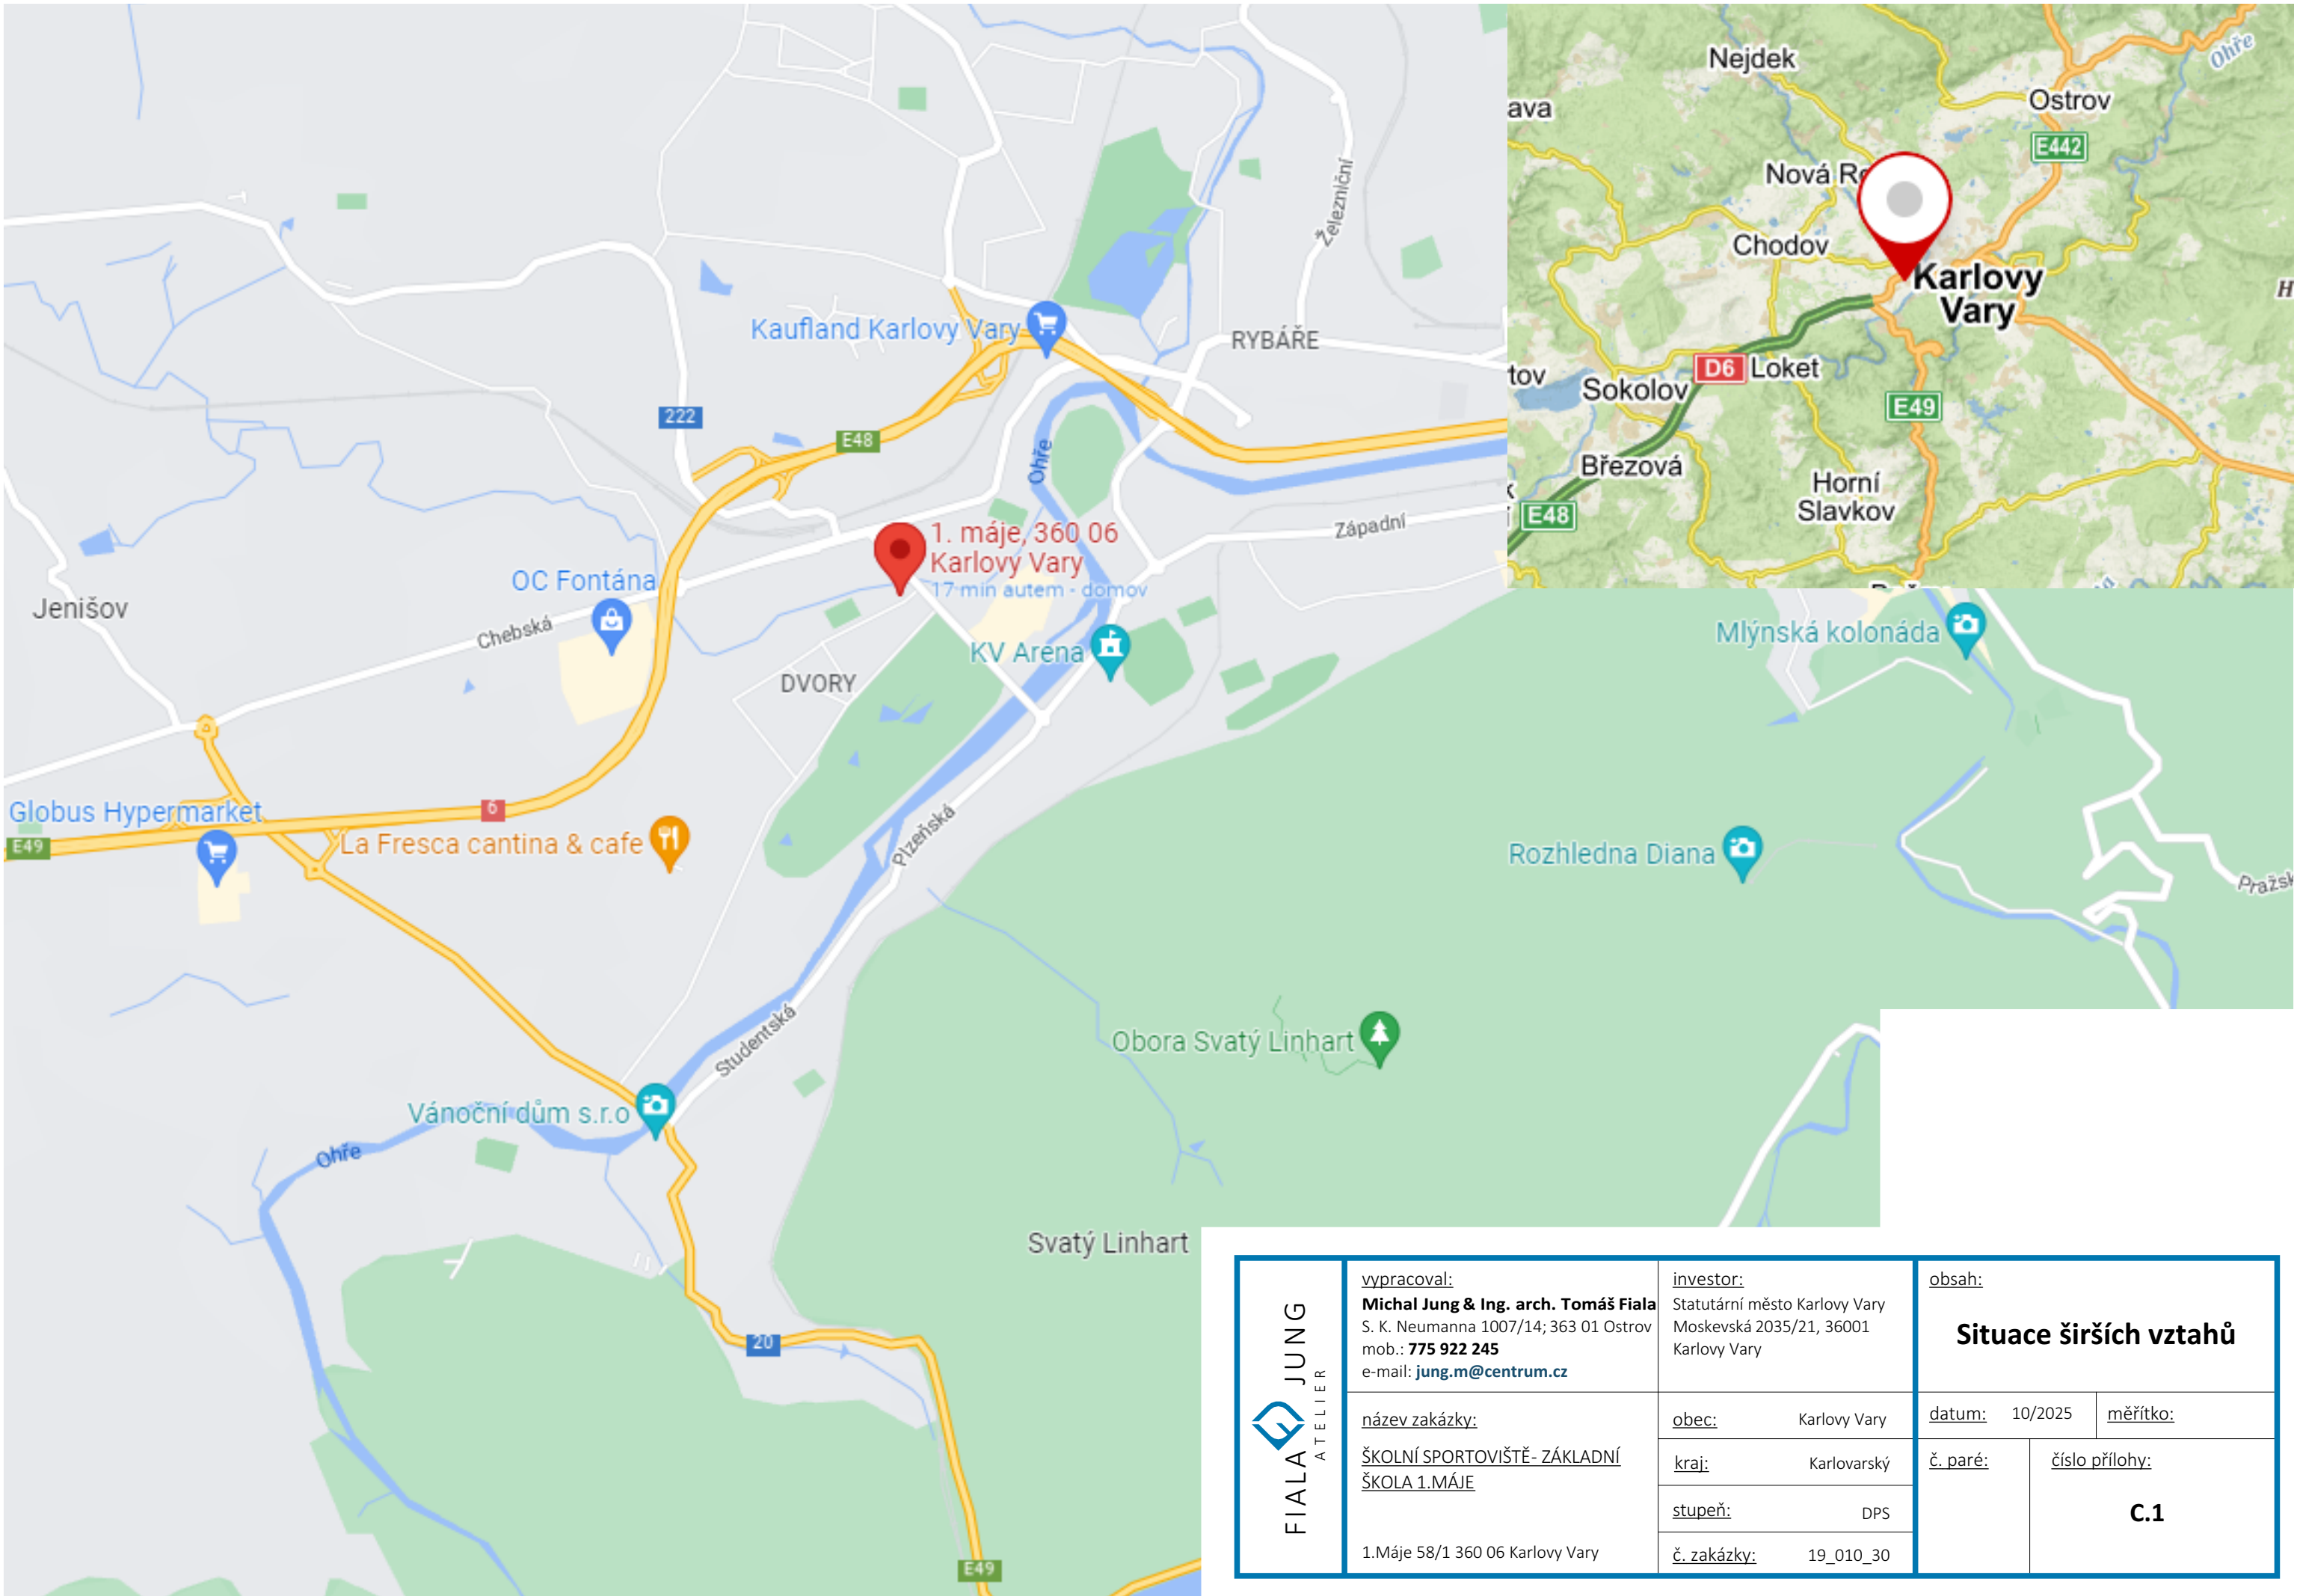 Kaufland Karlovy Vary
RYBÁŘE
Železniční
222
E48
Ohře
Západní
1. máje, 360 06
Karlovy Vary
17 min autem - domov
OC Fontána
Jenišov
Chebská
KV Arena
DVORY
Globus Hypermarket
6
E49
La Fresca cantina & cafe
Plzeňská
Studentská
Vánoční dům s.r.o
Ohře
Obora Svatý Linhart
Svatý Linhart
20
E49
Mlýnská kolonáda
Rozhledna Diana
Pražsk
Nejdek
Ohře
ava
Ostrov
E442
Nová Ro
Chodov
Karlovy
Vary
H
D6
Loket
tov
Sokolov
E49
Březová
Horní
Slavkov
E48
FIALA JUNG
ATELIER
vypracoval:
Michal Jung & Ing. arch. Tomáš Fiala
S. K. Neumanna 1007/14; 363 01 Ostrov
mob.: 775 922 245
e-mail: jung.m@centrum.cz
investor:
Statutární město Karlovy Vary
Moskevská 2035/21, 36001
Karlovy Vary
obsah:
Situace širších vztahů
název zakázky:
ŠKOLNÍ SPORTOVIŠTĚ- ZÁKLADNÍ
ŠKOLA 1.MÁJE
1.Máje 58/1 360 06 Karlovy Vary
obec: Karlovy Vary
kraj: Karlovarský
stupeň: DPS
č. zakázky: 19_010_30
datum: 10/2025
měřítko:
č. paré:
číslo přílohy:
C.1